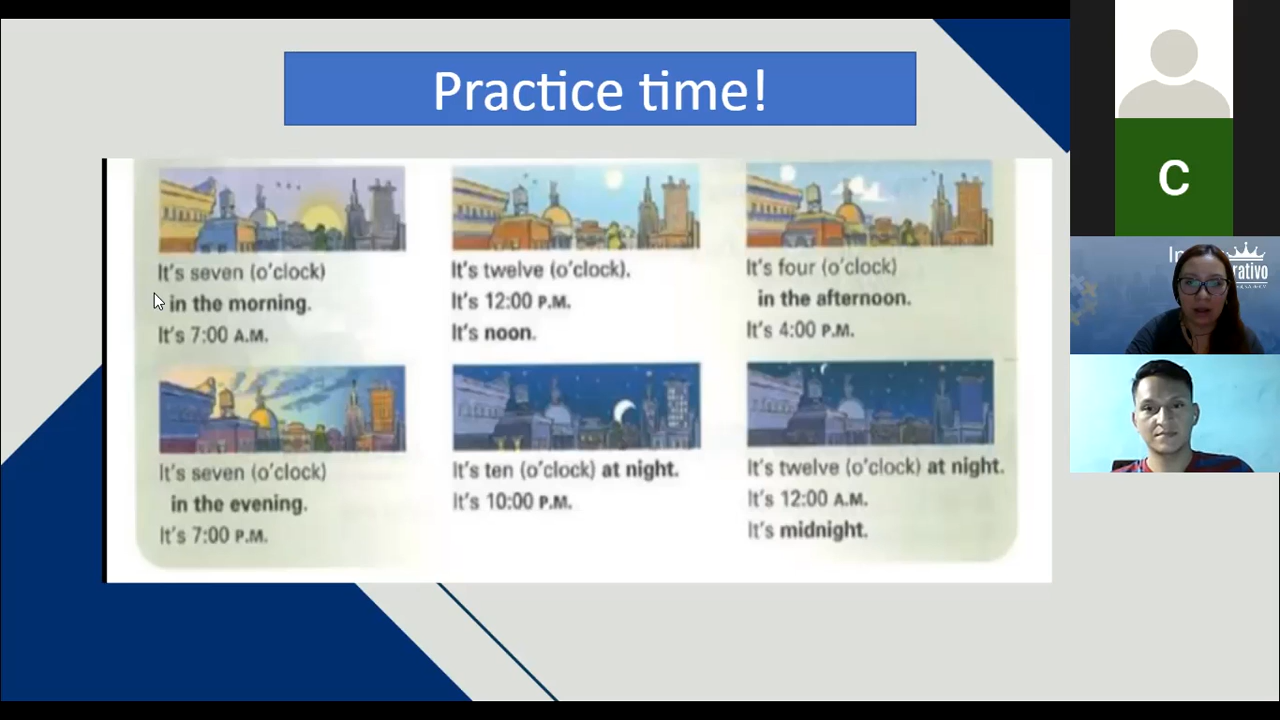 Practice time!
It's seven (o'clock)
in the morning.
It's 7:00 A.M.
It's twelve (o'clock).
It's 12:00 P.M.
It's noon.
It's four (o'clock)
in the afternoon.
It's 4:00 P.M.
It's seven (o'clock)
in the evening.
It's 7:00 P.M.
It's ten (o'clock) at night.
It's 10:00 P.M.
It's twelve (o'clock) at night.
It's 12:00 A.M.
It's midnight.
C